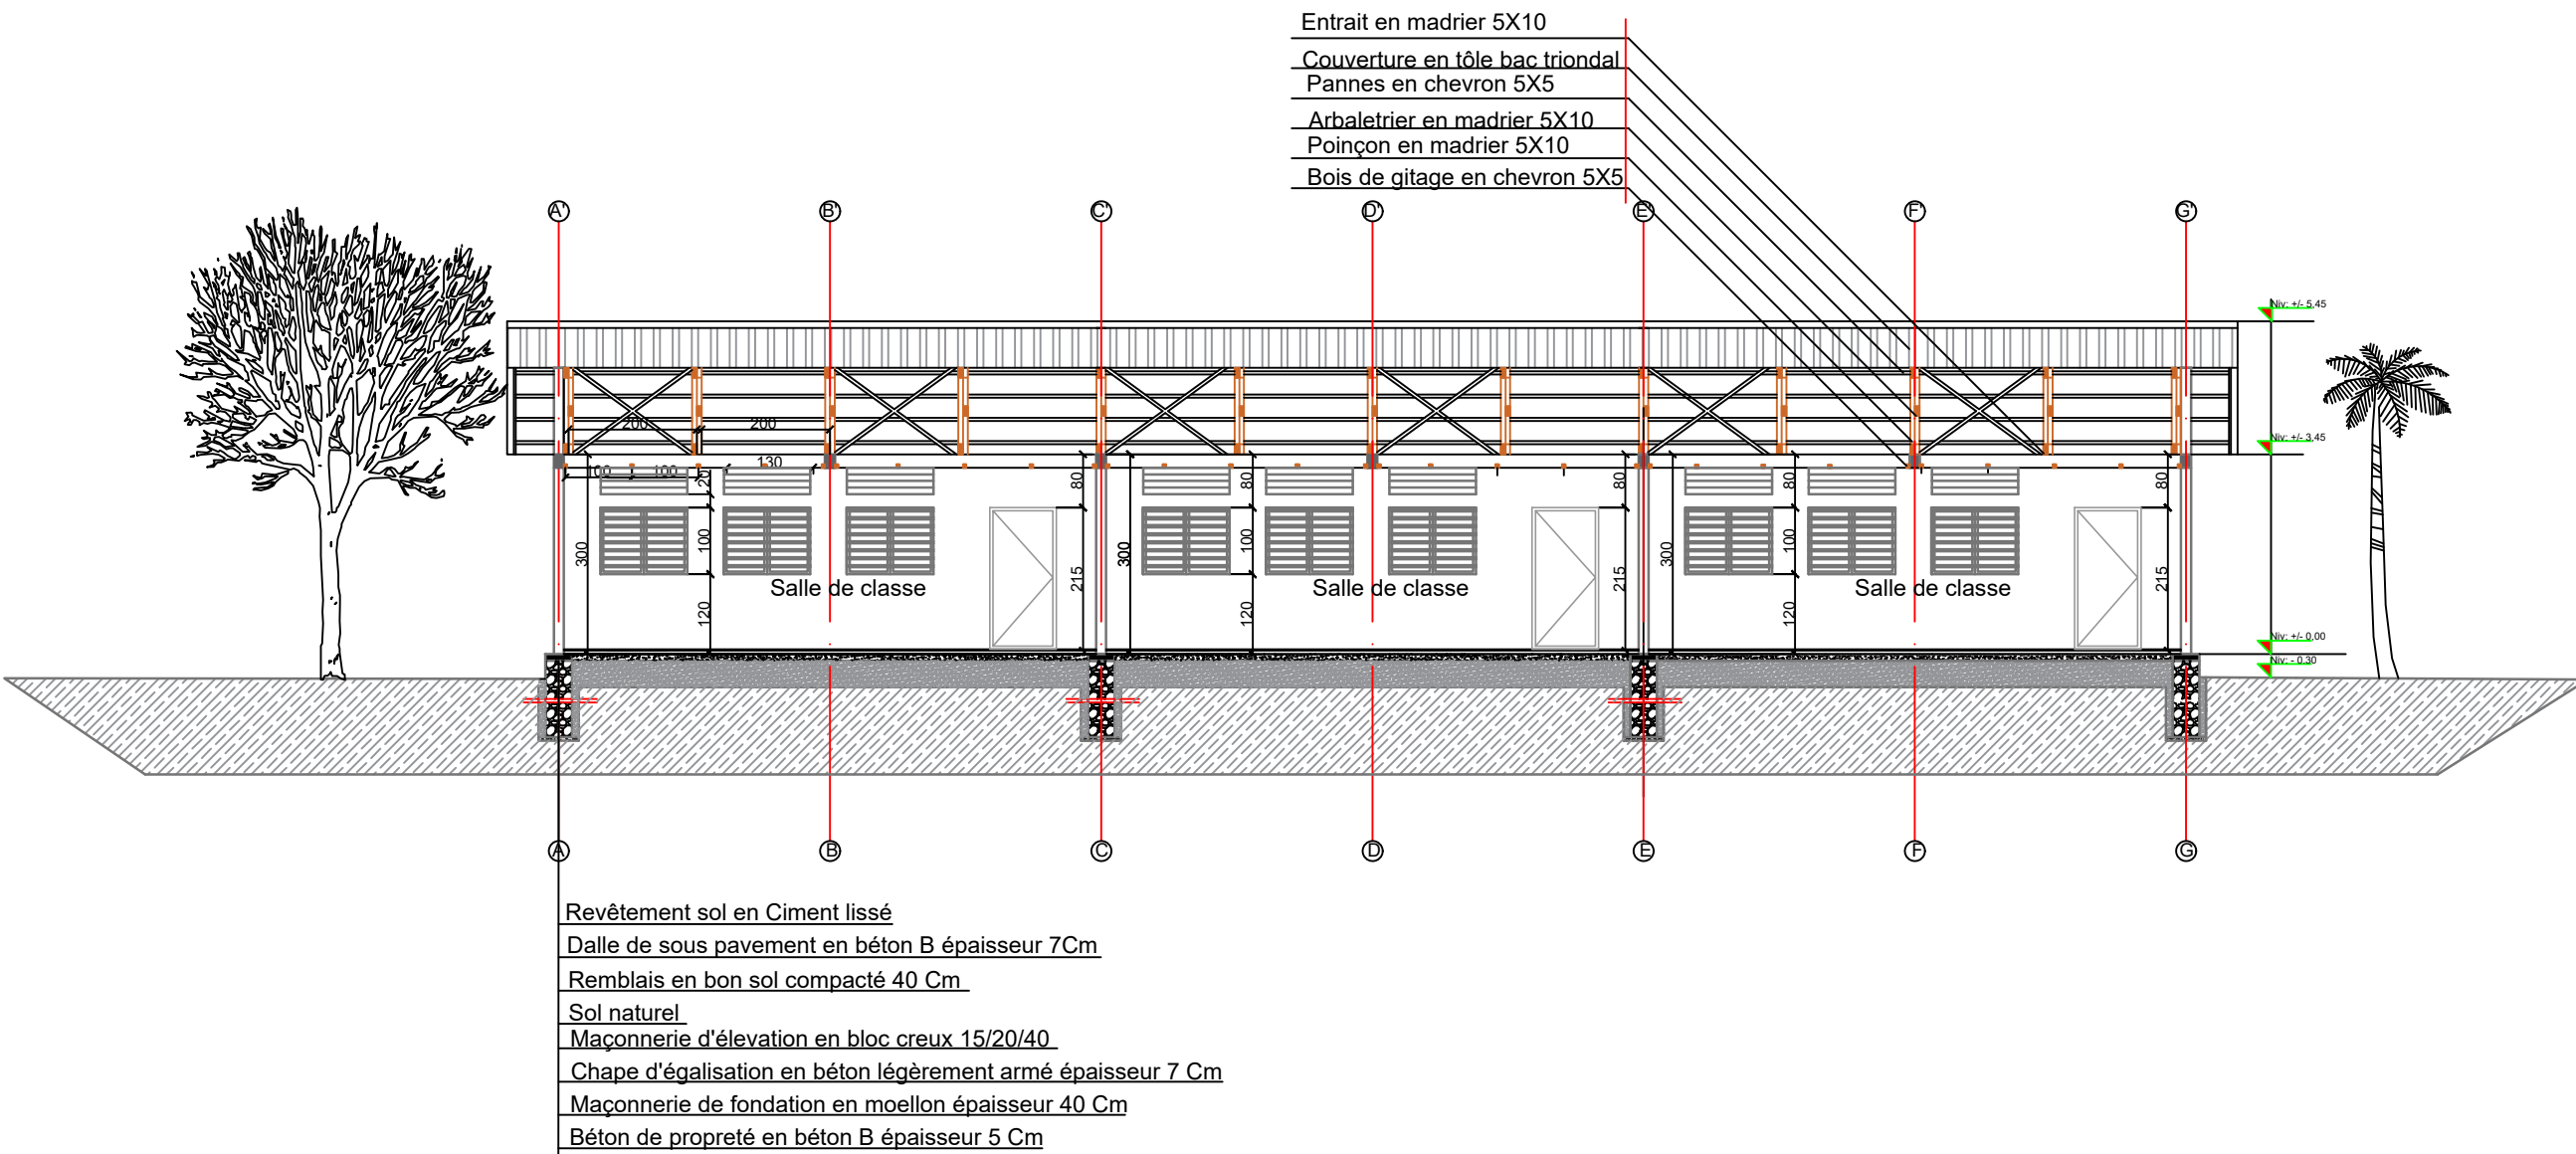 Entrait en madrier 5X10
Couverture en tôle bac triondal
Pannes en chevron 5X5
Arbaletrier en madrier 5X10
Poinçon en madrier 5X10
Bois de gitage en chevron 5X5
A' B' C' D' E' F' G'
Niv: +/- 5.45
200 200
Niv: +/- 3.45
100 100 130
20 80 80 80 80 80
300 100 215 300 100 215 300 100 215
120 120 120
Salle de classe Salle de classe Salle de classe
Niv: +/- 0.00
Niv: - 0.30
A B C D E F G
Revêtement sol en Ciment lissé
Dalle de sous pavement en béton B épaisseur 7Cm
Remblais en bon sol compacté 40 Cm
Sol naturel
Maçonnerie d'élevation en bloc creux 15/20/40
Chape d'égalisation en béton légèrement armé épaisseur 7 Cm
Maçonnerie de fondation en moellon épaisseur 40 Cm
Béton de propreté en béton B épaisseur 5 Cm